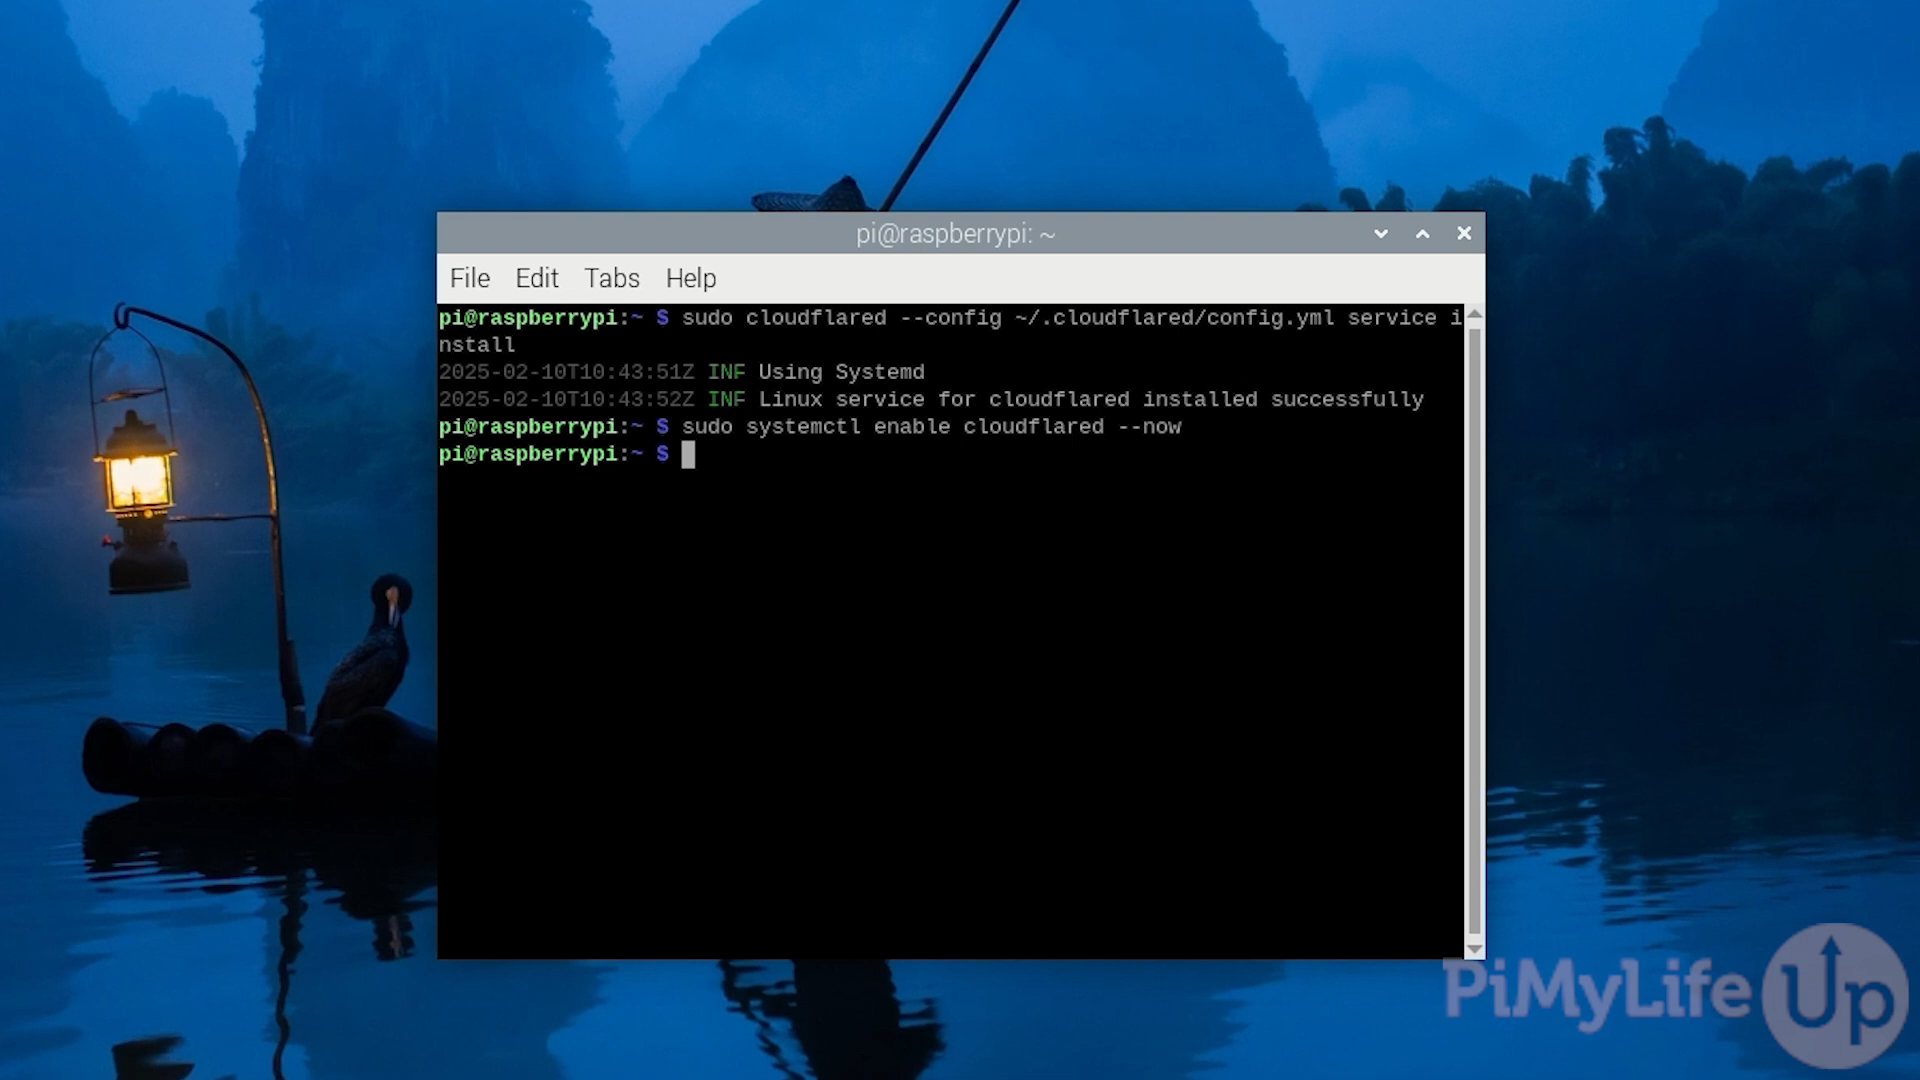 pi@raspberrypi: ~
File Edit Tabs Help
pi@raspberrypi:~ $ sudo cloudflared --config ~/.cloudflared/config.yml service i
nstall
2025-02-10T10:43:51Z INF Using Systemd
2025-02-10T10:43:52Z INF Linux service for cloudflared installed successfully
pi@raspberrypi:~ $ sudo systemctl enable cloudflared --now
pi@raspberrypi:~ $
PiMyLifeUp